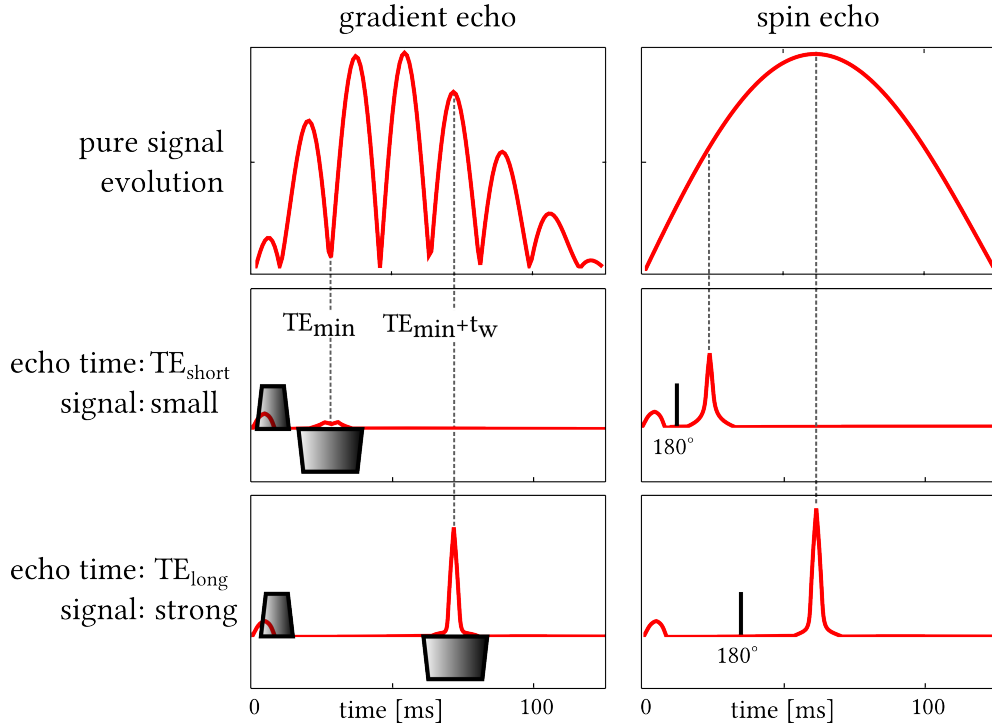 gradient echo
spin echo
pure signal
evolution
TEmin
TEmin+tw
echo time: TEshort
signal: small
180°
echo time: TElong
signal: strong
180°
0
time [ms]
100
0
time [ms]
100